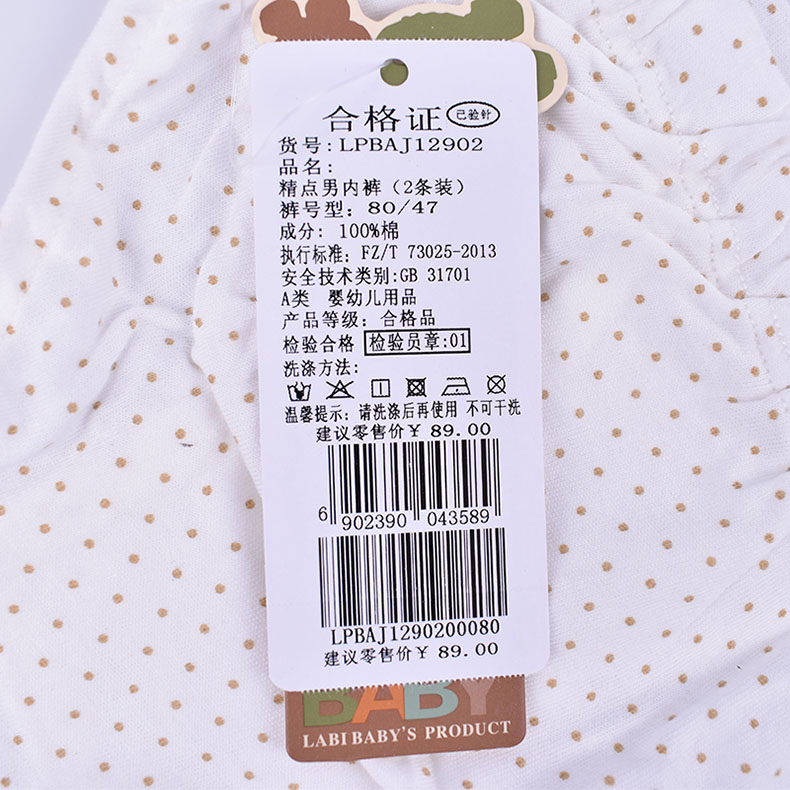 合格证 已验针
货号:LPBAJ12902
品名:
精点男内裤（2条装）
裤号型: 80/47
成分: 100%棉
执行标准: FZ/T 73025-2013
安全技术类别:GB 31701
A类 婴幼儿用品
产品等级: 合格品
检验合格 检验员章:01
洗涤方法:
温馨提示: 请洗涤后再使用 不可干洗
建议零售价￥ 89.00
6 902390 043589
LPBAJ1290200080
建议零售价￥ 89.00
BABY
LABI BABY'S PRODUCT